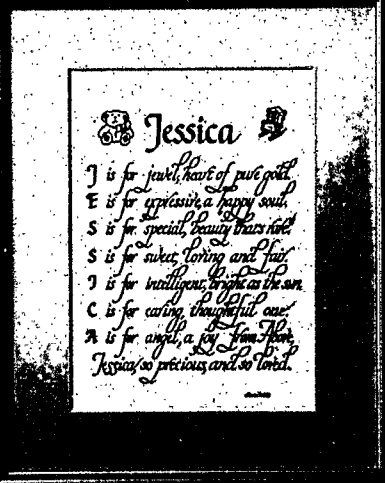 Jessica
J is for jewel, heart of pure gold.
E is for expressive, a happy soul.
S is for special, beauty that's rare.
S is for sweet, loving and fair.
I is for intelligent, bright as the sun.
C is for caring, thoughtful one.
A is for angel, a joy from Above.
Jessica, so precious, and so loved.